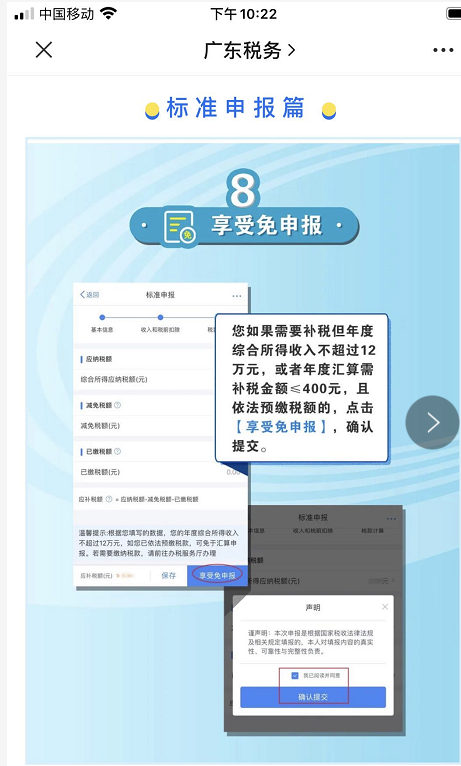 中国移动
下午10:22
广东税务
标准申报篇
8
享受免申报
返回
标准申报
基本信息
收入和税前扣除
应纳税额
综合所得应纳税额(元)
减免税额
减免税额(元)
已缴税额
已缴税额(元)
0.00
应补税额 = 应纳税额-减免税额-已缴税额
温馨提示:根据您填写的数据，您的年度综合所得收入
不超过12万元，如您已依法预缴税款，可免于汇算申
报。若需要缴纳税款，请前往办税服务厅办理
应补税额(元)
保存
享受免申报
您如果需要补税但年度
综合所得收入不超过12
万元，或者年度汇算需
补税金额≤400元，且
依法预缴税额的，点击
【享受免申报】，确认
提交。
标准申报
本信息
收入和税前扣除
税款计算
得应纳税额(元)
声明
谨声明：本次申报是根据国家税收法律法规
及相关规定填报的，本人对填报内容的真实
性、可靠性与完整性负责。
我已阅读并同意
确认提交